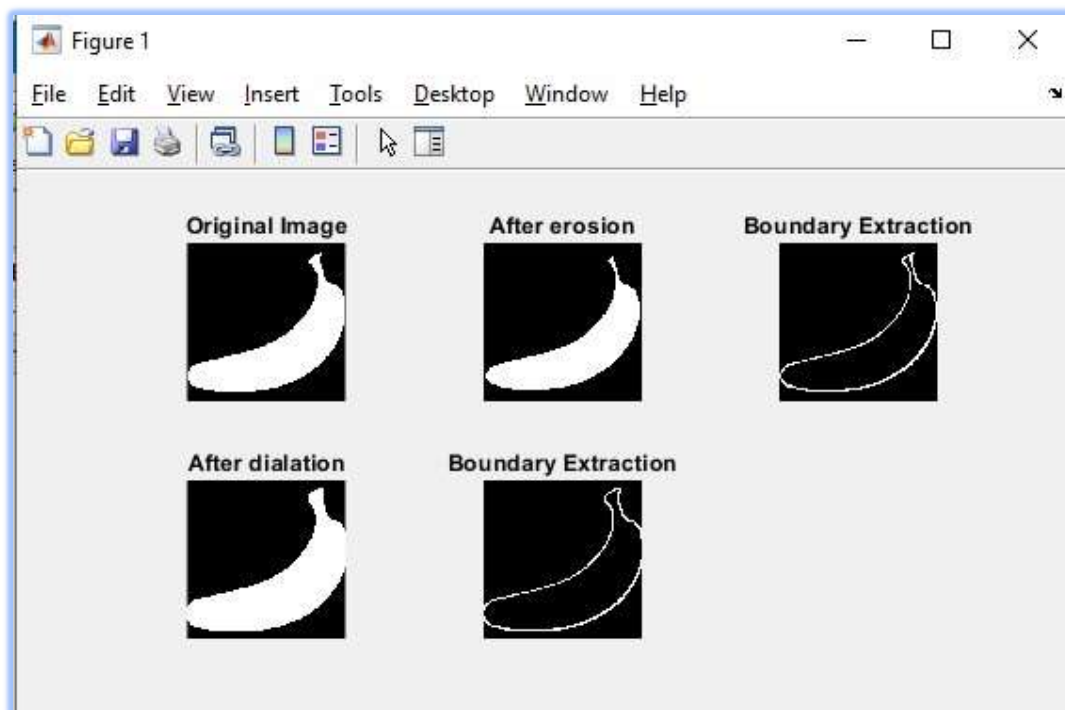 Figure 1
File Edit View Insert Tools Desktop Window Help
Original Image After erosion Boundary Extraction
After dialation Boundary Extraction